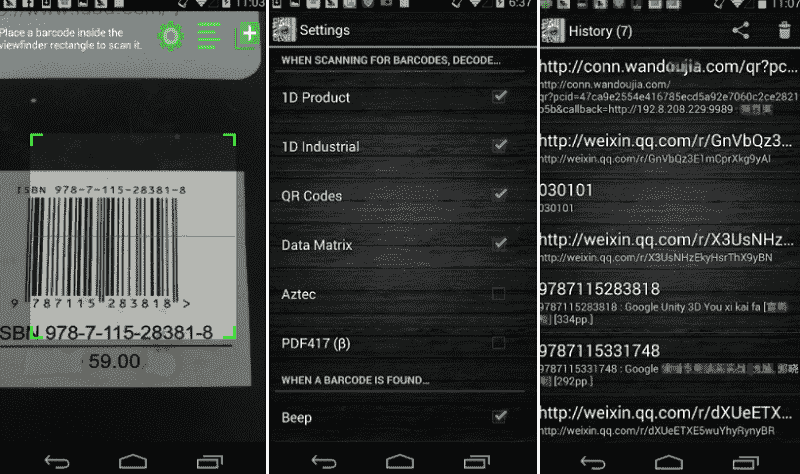 11:03
Place a barcode inside the
viewfinder rectangle to scan it.
ISBN 978-7-115-28381-8
9 787115 283818 >
ISBN 978-7-115-28381-8
59.00
6:37
Settings
WHEN SCANNING FOR BARCODES, DECODE...
1D Product
1D Industrial
QR Codes
Data Matrix
Aztec
PDF417 (β)
WHEN A BARCODE IS FOUND...
Beep
11:07
History (7)
http://conn.wandoujia.com/qr?pc...
http://conn.wandoujia.com/
qr?pcid=47ca9e2554e416785ecd5a92e7060c2ce2821
b5b&callback=http://192.8.208.229:9989
http://weixin.qq.com/r/GnVbQz3...
http://weixin.qq.com/r/GnVbQz3E1mCprXkg9yAI
030101
030101
http://weixin.qq.com/r/X3UsNHz...
http://weixin.qq.com/r/X3UsNHzEkyHsrThX9yBN
9787115283818
9787115283818 : Google Unity 3D You xi kai fa [
] [334pp.]
9787115331748
9787115331748 : Google
] [292pp.]
http://weixin.qq.com/r/dXUeETX...
http://weixin.qq.com/r/dXUeETXE5wuYhyRynyBR